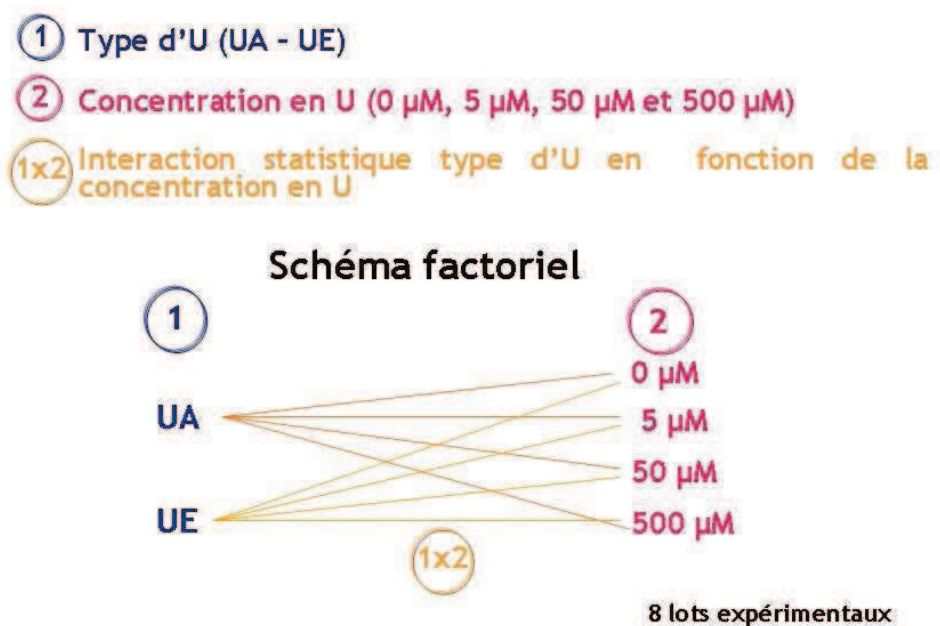 1 Type d'U (UA - UE)
2 Concentration en U (0 µM, 5 µM, 50 µM et 500 µM)
1x2 Interaction statistique type d'U en fonction de la
concentration en U
Schéma factoriel
1 2
0 µM
UA 5 µM
50 µM
UE 500 µM
1x2
8 lots expérimentaux